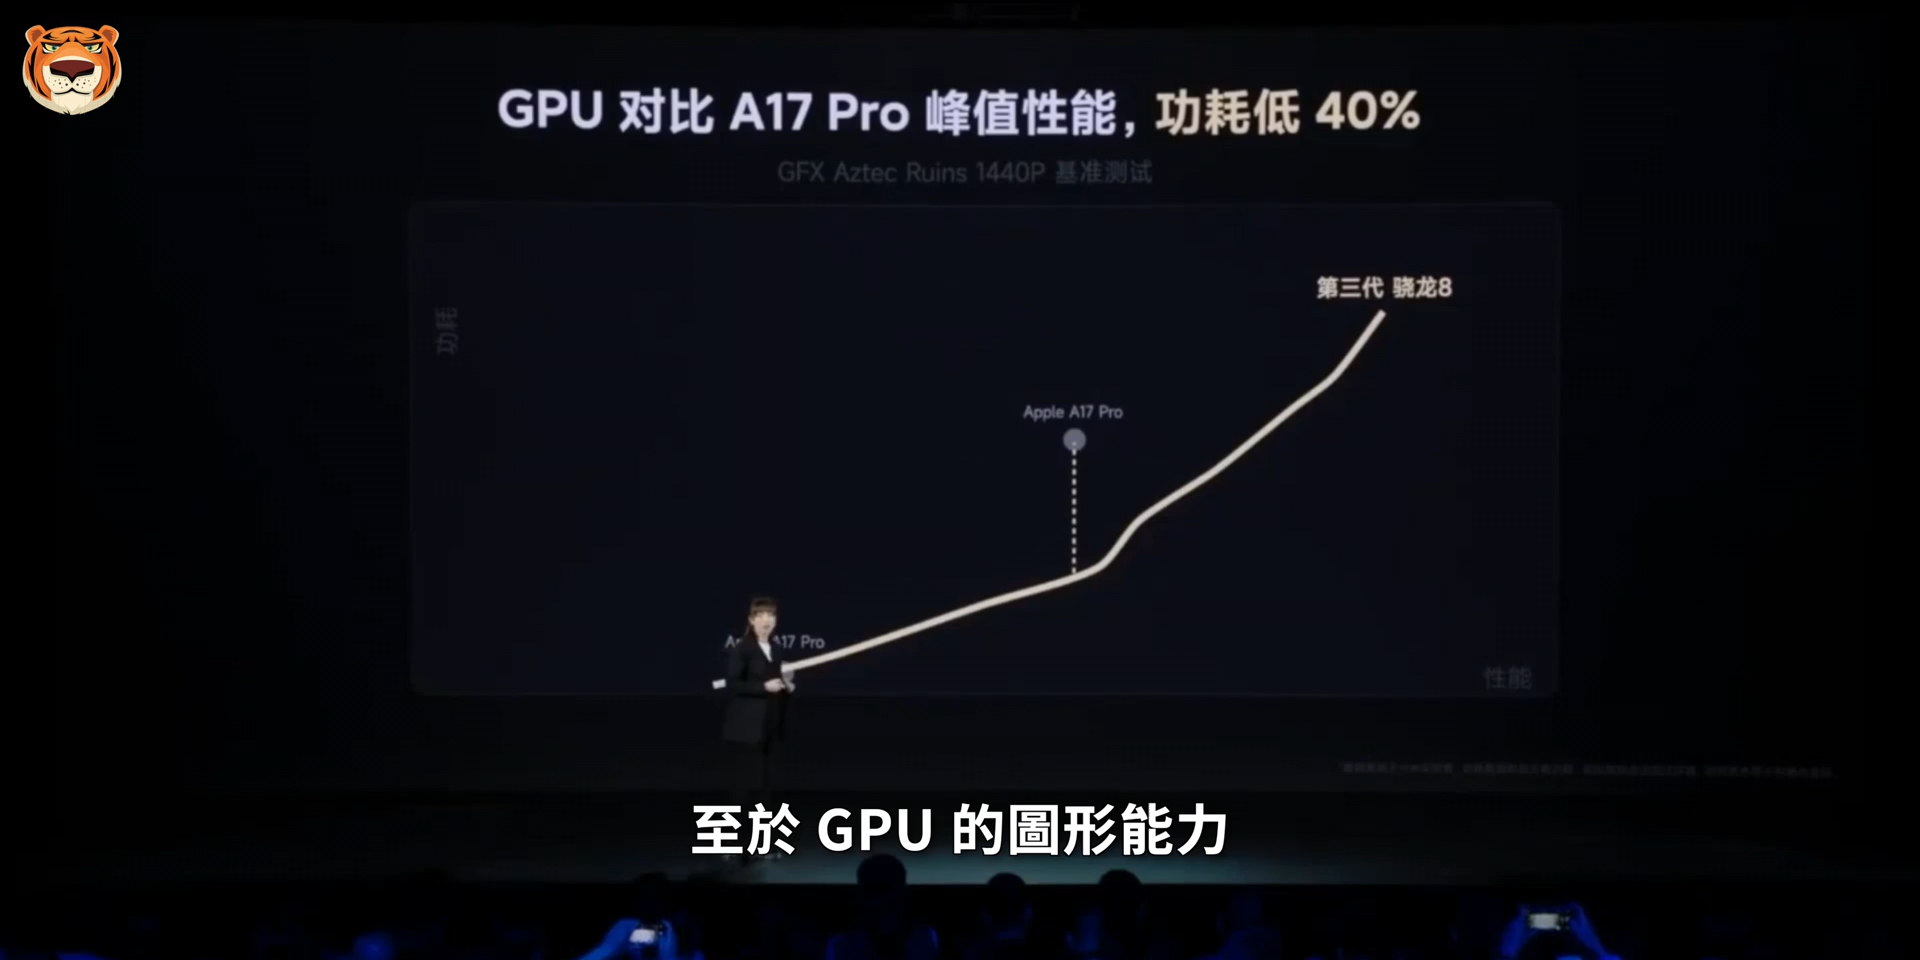 GPU 对比 A17 Pro 峰值性能，功耗低 40%
GFX Aztec Ruins 1440P 基准测试
第三代 骁龙8
功耗
Apple A17 Pro
A17 Pro
性能
至於 GPU 的圖形能力